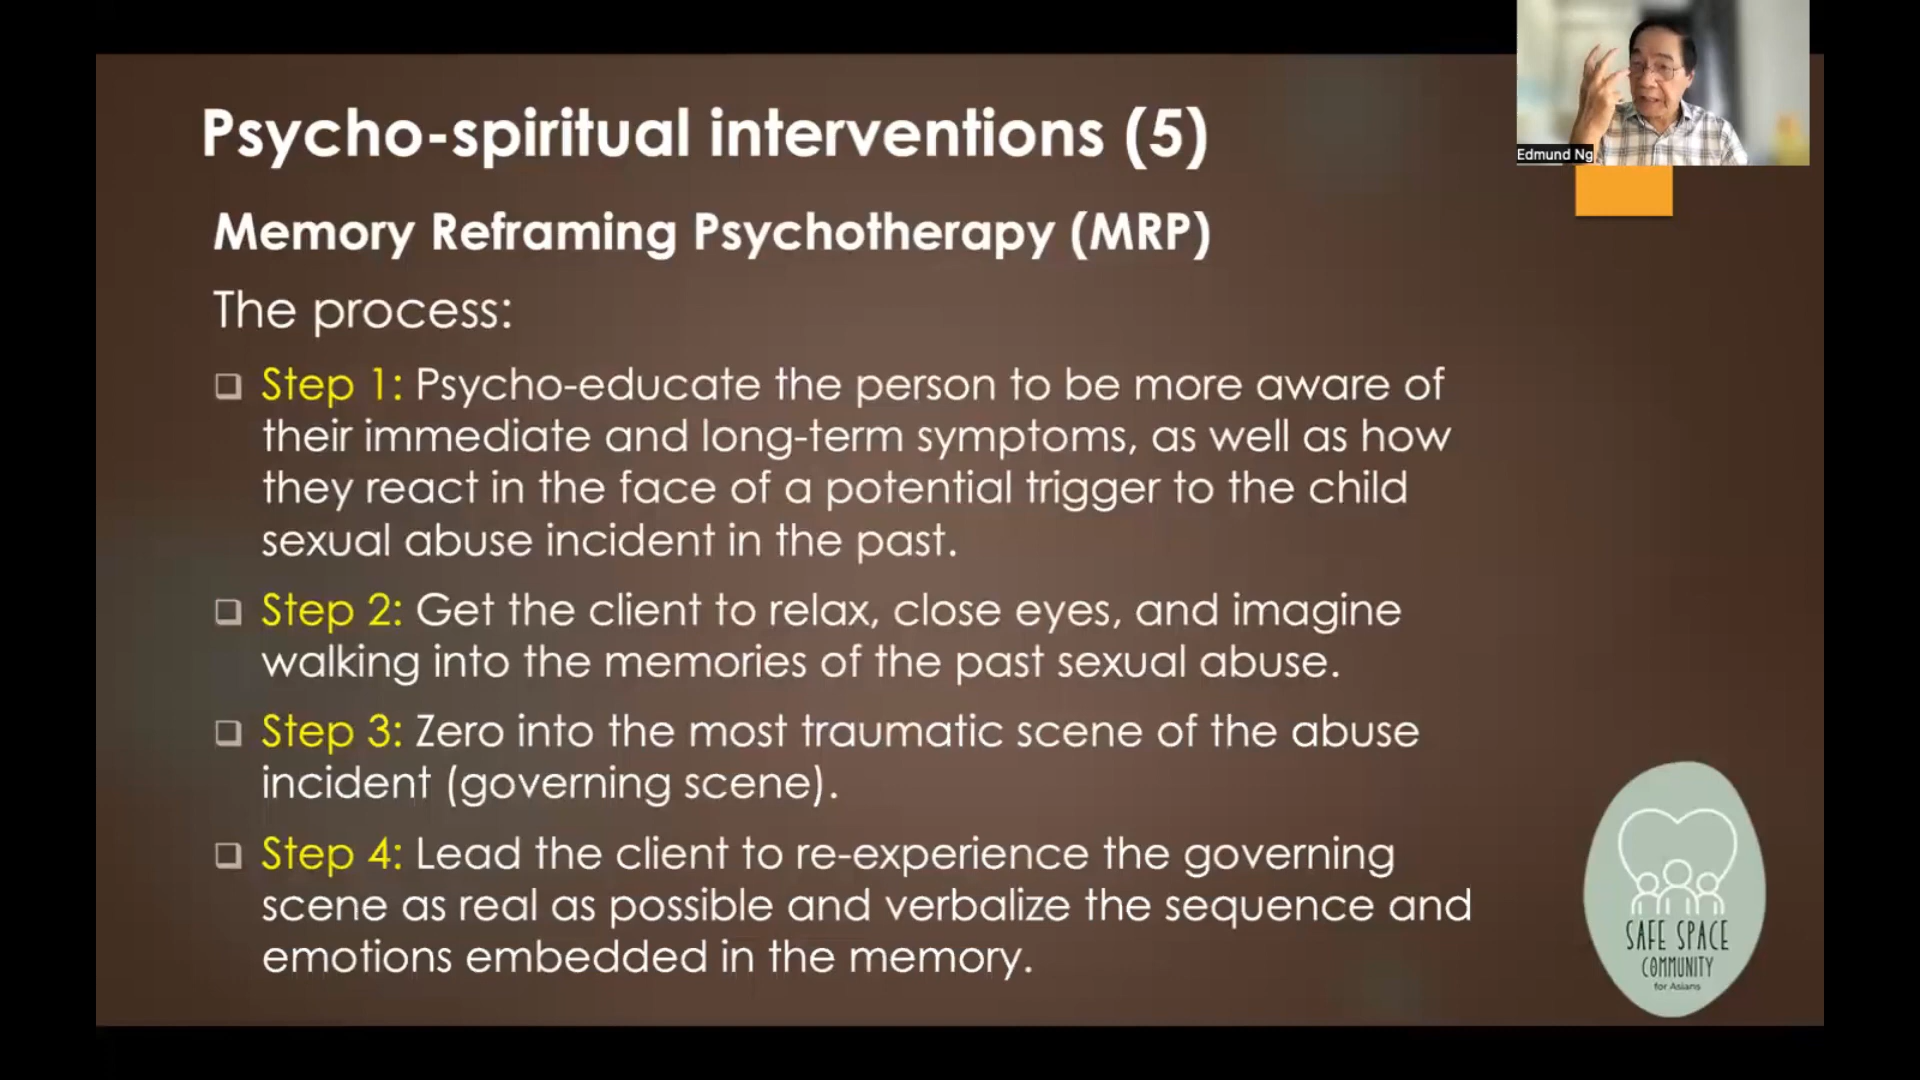 Psycho-spiritual interventions (5)
Edmund Ng
Memory Reframing Psychotherapy (MRP)
The process:
Step 1: Psycho-educate the person to be more aware of
their immediate and long-term symptoms, as well as how
they react in the face of a potential trigger to the child
sexual abuse incident in the past.
Step 2: Get the client to relax, close eyes, and imagine
walking into the memories of the past sexual abuse.
Step 3: Zero into the most traumatic scene of the abuse
incident (governing scene).
Step 4: Lead the client to re-experience the governing
scene as real as possible and verbalize the sequence and
emotions embedded in the memory.
SAFE SPACE
COMMUNITY
for Asians